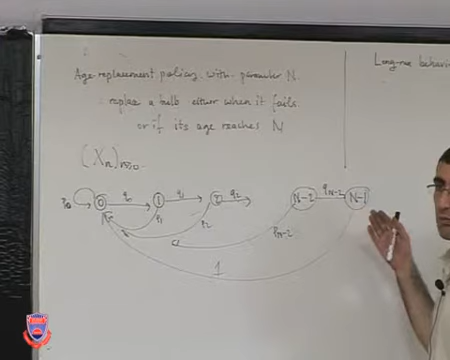 Age replacement policy with parameter N.
replace a bulb either when it fails
or if its age reaches N
Long-run behavi
(Xn)n≥0
p0 0 q0 1 q1 2 q2 N-2 qN-2 N-1
p1 p2 pN-2
1